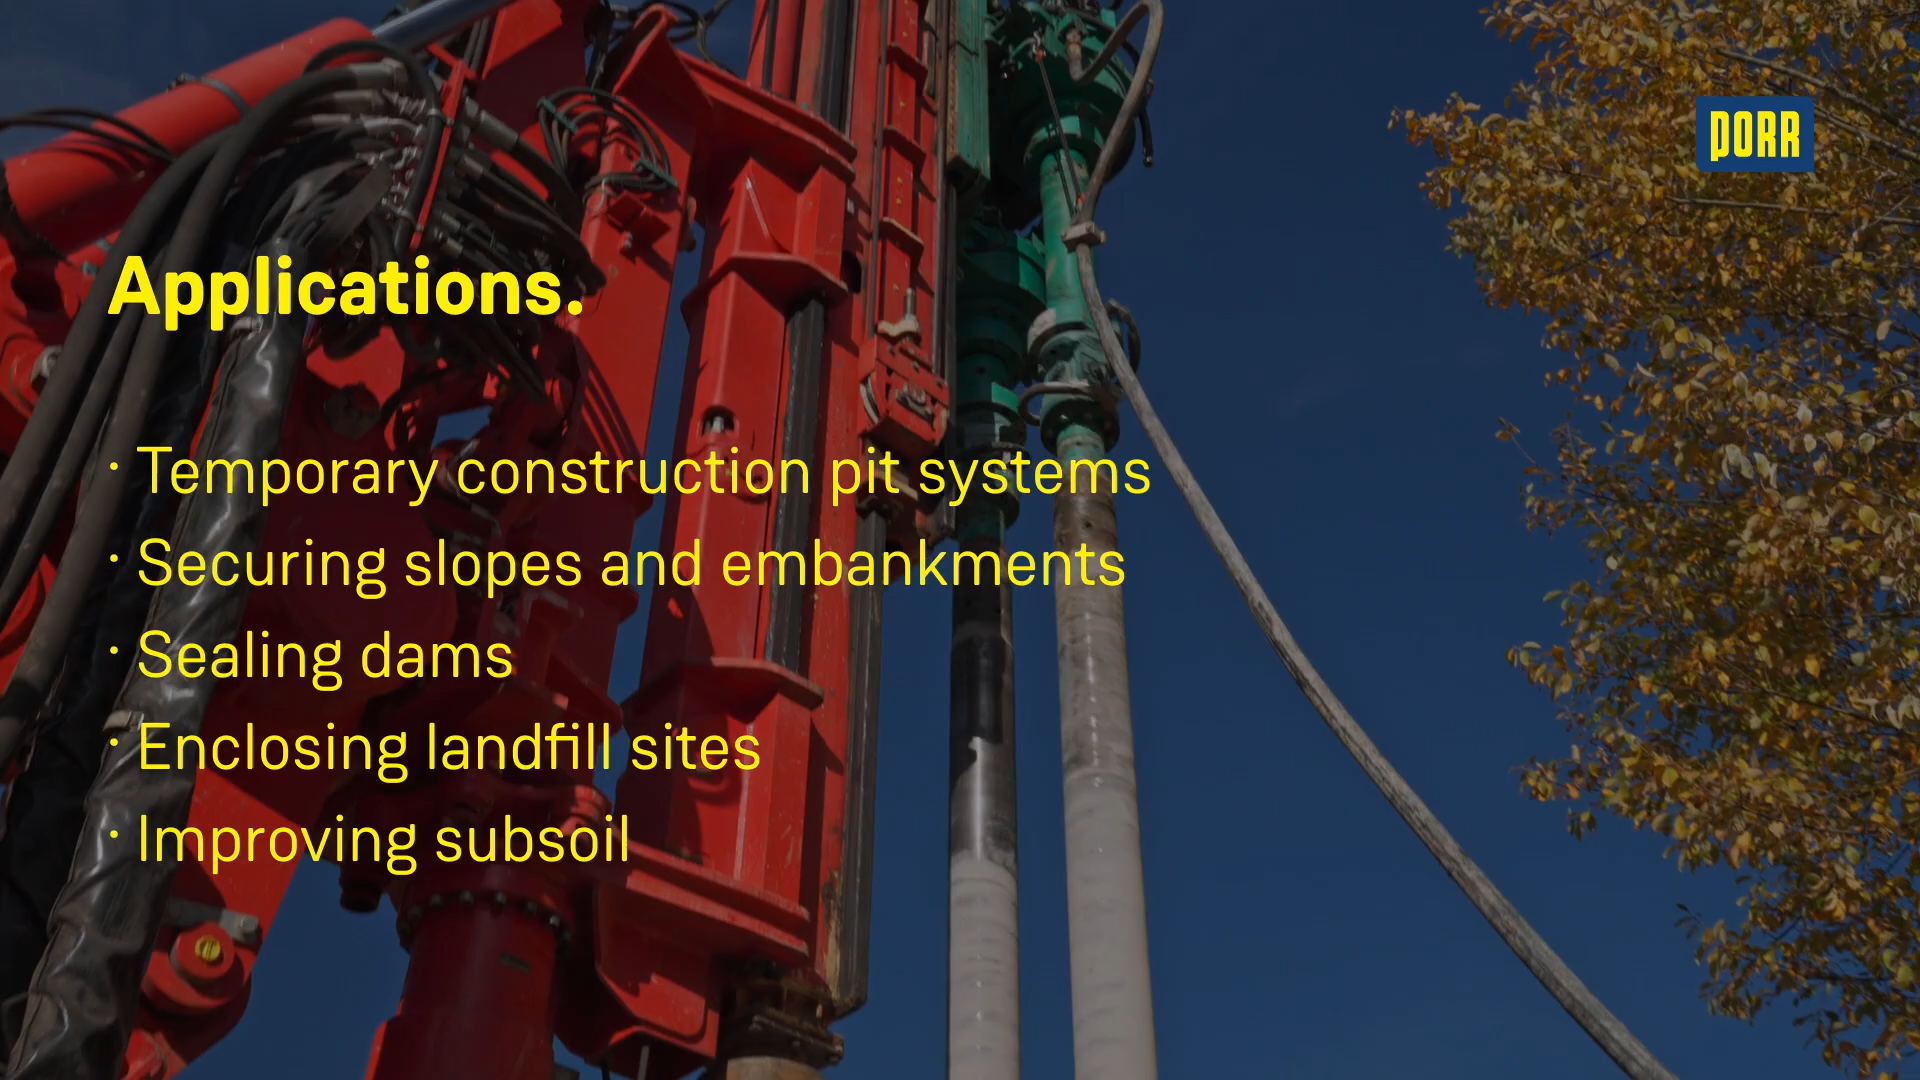 PORR
Applications.
· Temporary construction pit systems
· Securing slopes and embankments
· Sealing dams
· Enclosing landfill sites
· Improving subsoil